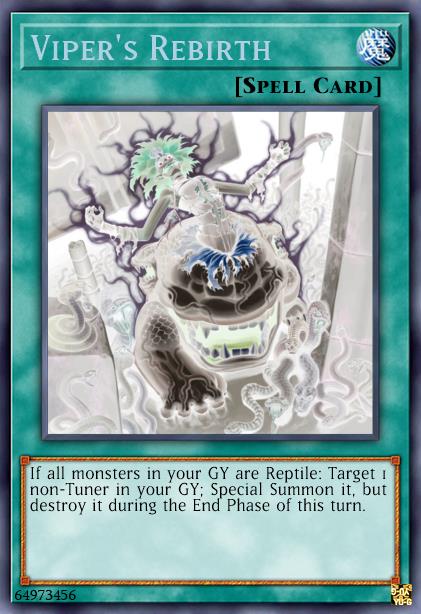 Viper's Rebirth
魔
[Spell Card]
If all monsters in your GY are Reptile: Target 1
non-Tuner in your GY; Special Summon it, but
destroy it during the End Phase of this turn.
64973456